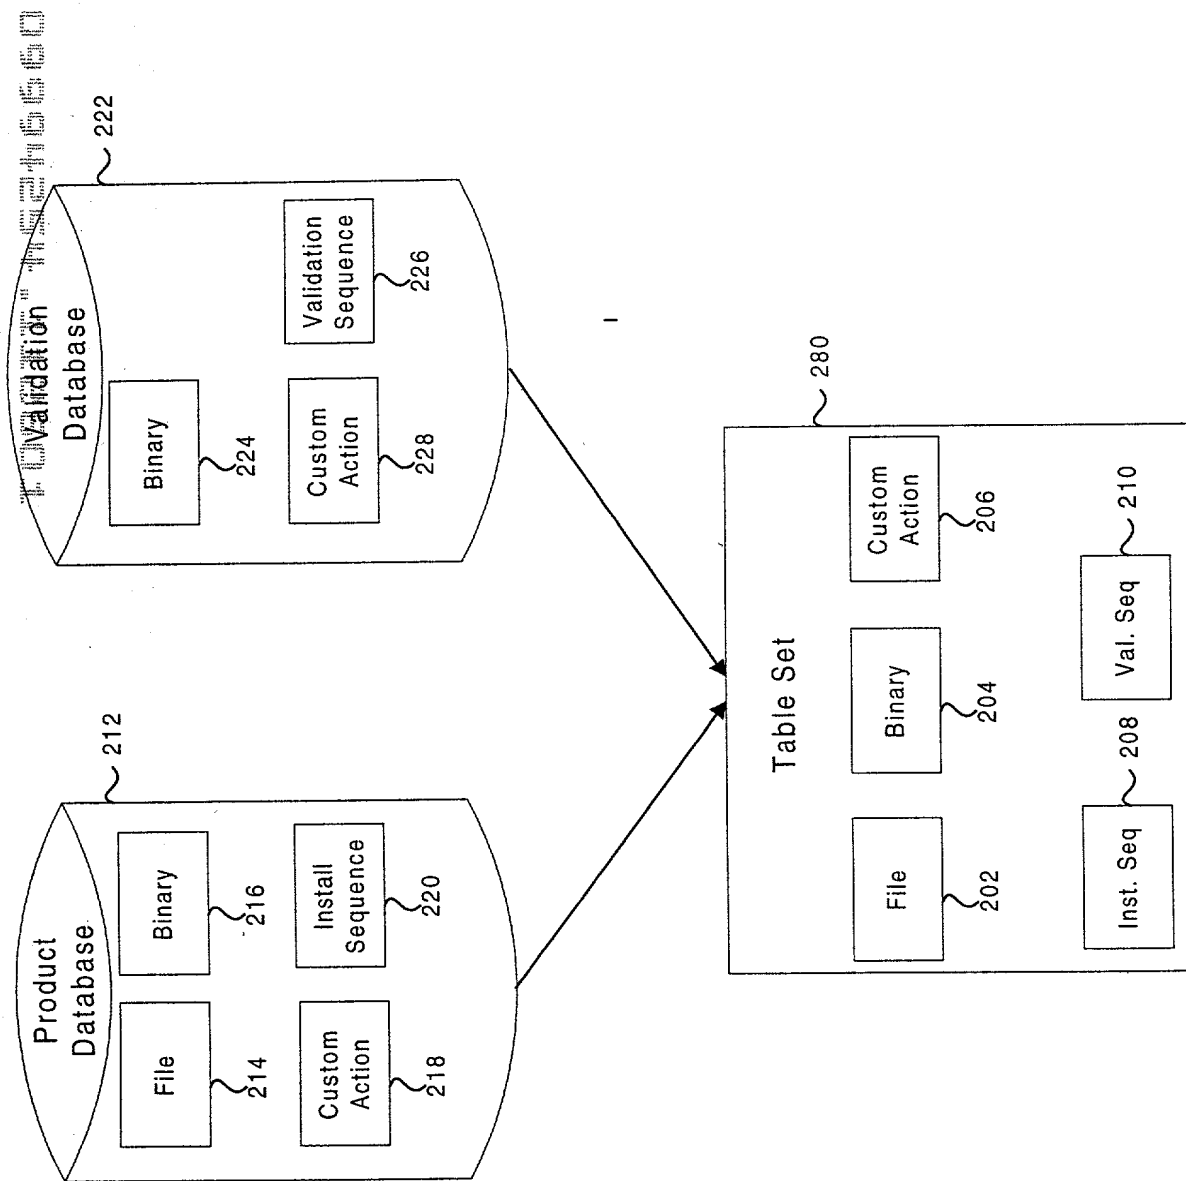 Product
Database
212
File
214
Binary
216
Custom
Action
218
Install
Sequence
220
Validation
Database
222
Binary
224
Custom
Action
228
Validation
Sequence
226
Table Set
280
File
202
Binary
204
Custom
Action
206
Inst. Seq
208
Val. Seq
210